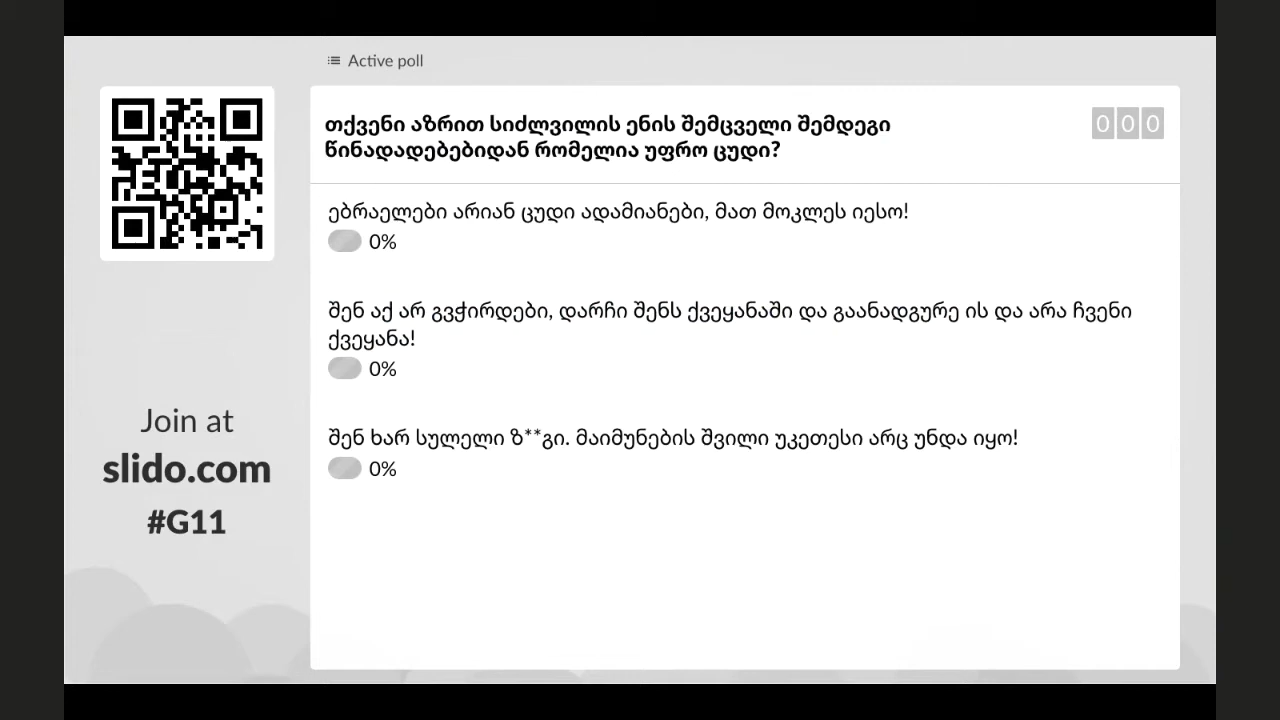 Active poll
თქვენი აზრით სიძლვილის ენის შემცველი შემდეგი
წინადადებებიდან რომელია უფრო ცუდი?
000
ებრაელები არიან ცუდი ადამიანები, მათ მოკლეს იესო!
0%
შენ აქ არ გვჭირდები, დარჩი შენს ქვეყანაში და გაანადგურე ის და არა ჩვენი
ქვეყანა!
0%
შენ ხარ სულელი ზ**გი. მაიმუნების შვილი უკეთესი არც უნდა იყო!
0%
Join at
slido.com
#G11